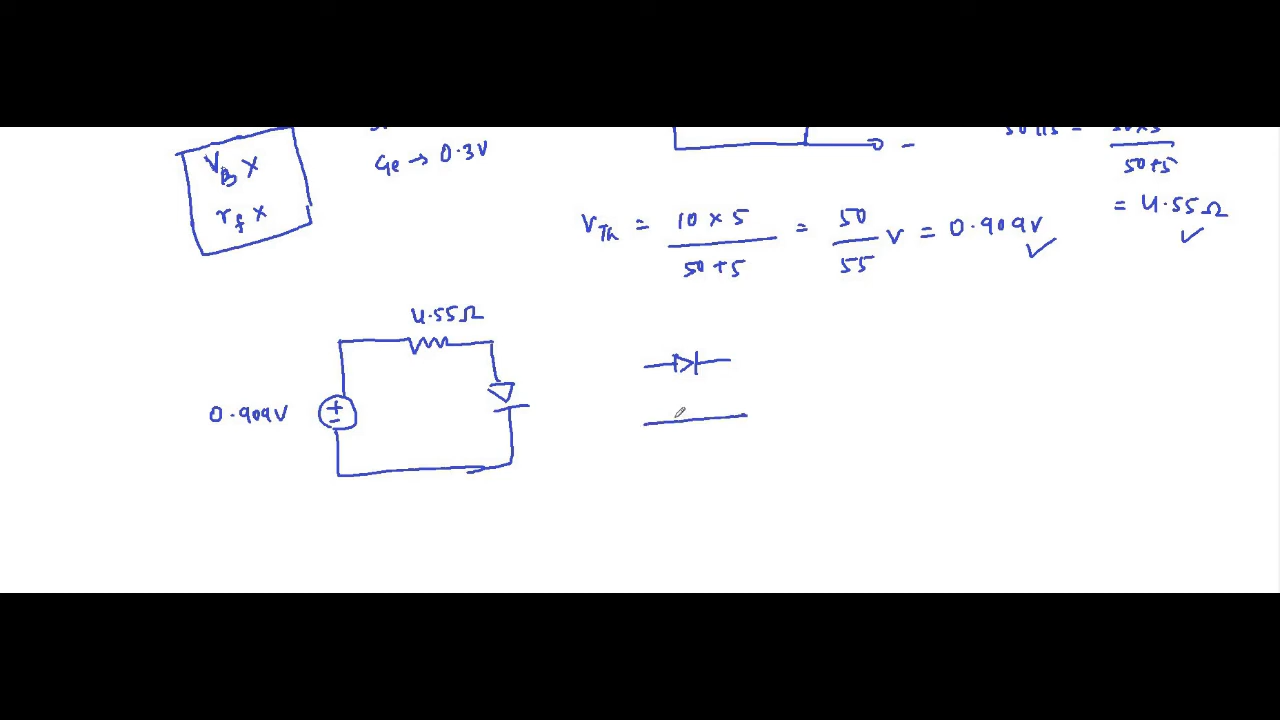 V_B ×
r_f ×
Ge → 0.3V
50+5
= 4.55Ω
V_Th = 10 × 5 / 50+5 = 50 / 55 V = 0.909V
4.55Ω
0.909V
+
-